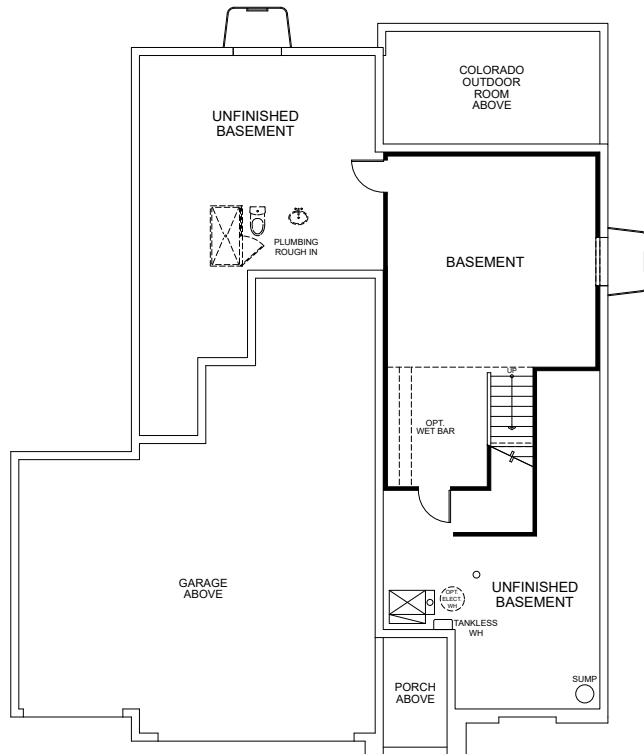 COLORADO
OUTDOOR
ROOM
ABOVE
UNFINISHED
BASEMENT
PLUMBING
ROUGH IN
BASEMENT
UP
OPT.
WET BAR
GARAGE
ABOVE
UNFINISHED
BASEMENT
OPT.
ELECT.
WH
TANKLESS
WH
PORCH
ABOVE
SUMP